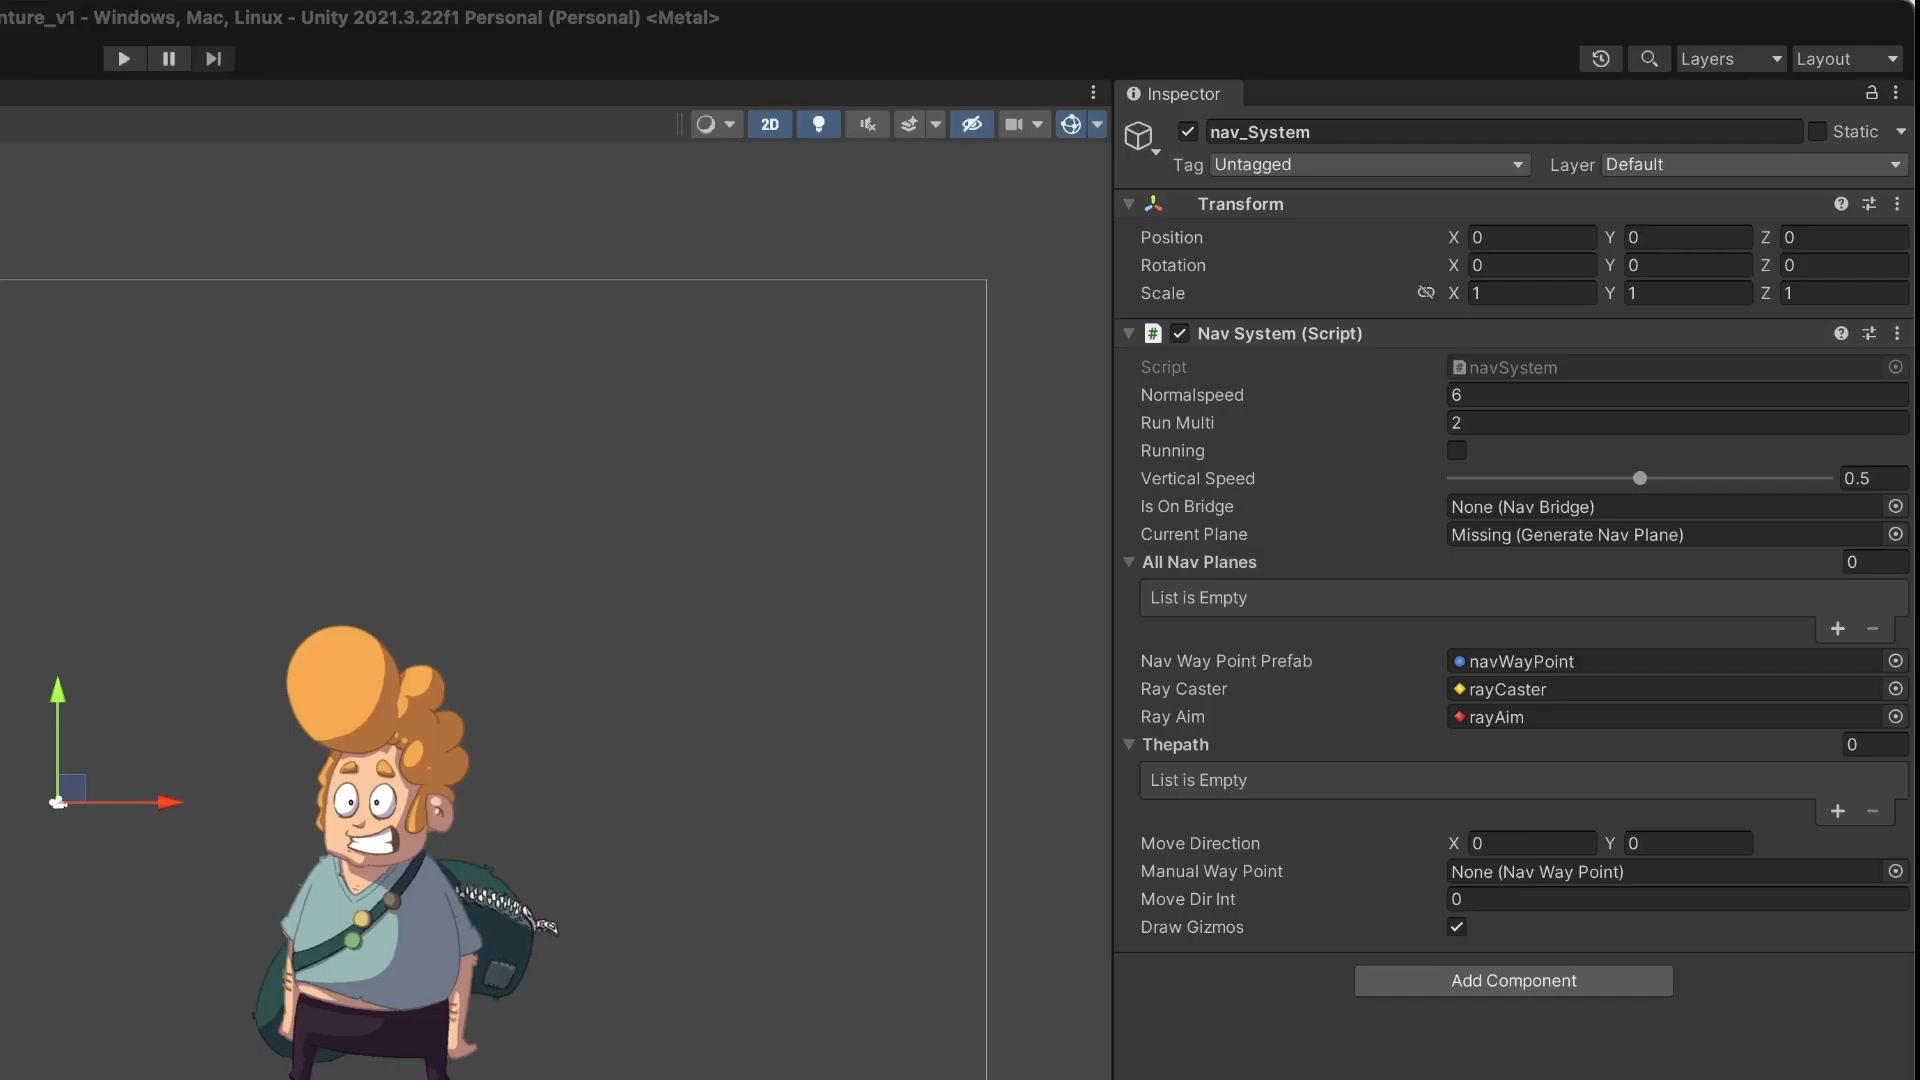 nture_v1 - Windows, Mac, Linux - Unity 2021.3.22f1 Personal (Personal) <Metal>
Layers
Layout
Inspector
2D
nav_System
Static
Tag Untagged Layer Default
Transform
Position X 0 Y 0 Z 0
Rotation X 0 Y 0 Z 0
Scale X 1 Y 1 Z 1
# Nav System (Script)
Script # navSystem
Normalspeed 6
Run Multi 2
Running
Vertical Speed 0.5
Is On Bridge None (Nav Bridge)
Current Plane Missing (Generate Nav Plane)
All Nav Planes 0
List is Empty
+ −
Nav Way Point Prefab navWayPoint
Ray Caster rayCaster
Ray Aim rayAim
Thepath 0
List is Empty
+ −
Move Direction X 0 Y 0
Manual Way Point None (Nav Way Point)
Move Dir Int 0
Draw Gizmos
Add Component